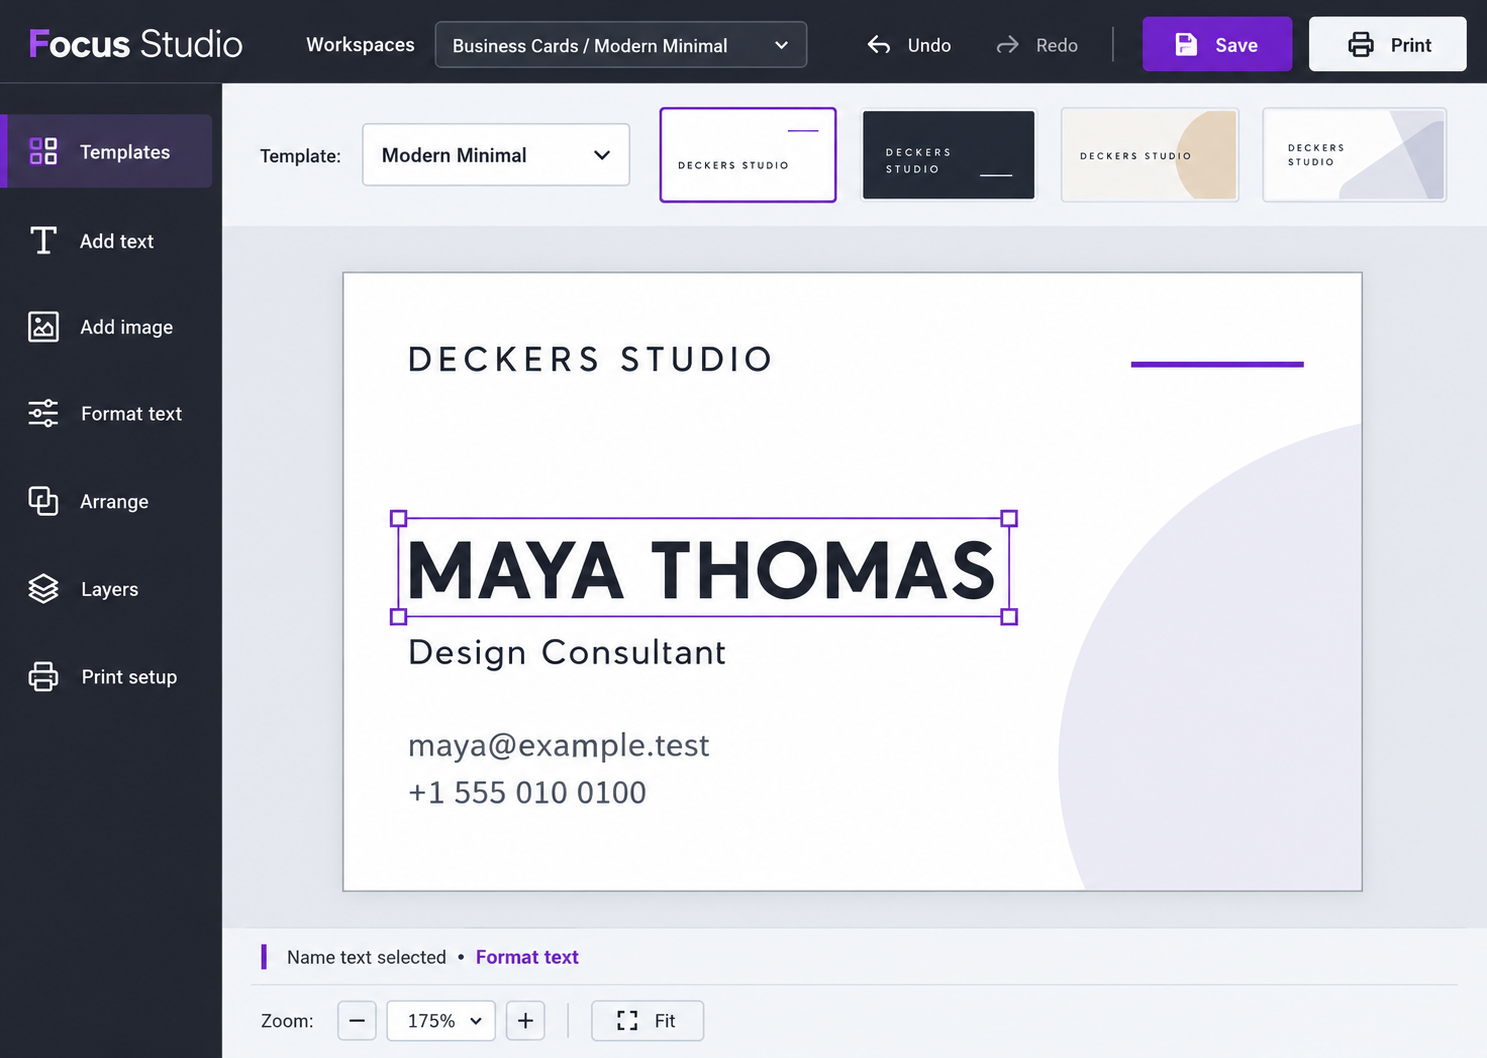 Focus Studio
Workspaces
Business Cards / Modern Minimal
Undo
Redo
Save
Print
Templates
Add text
Add image
Format text
Arrange
Layers
Print setup
Template:
Modern Minimal
DECKERS STUDIO
DECKERS
STUDIO
DECKERS STUDIO
DECKERS
STUDIO
DECKERS STUDIO
MAYA THOMAS
Design Consultant
maya@example.test
+1 555 010 0100
Name text selected • Format text
Zoom:
175%
Fit